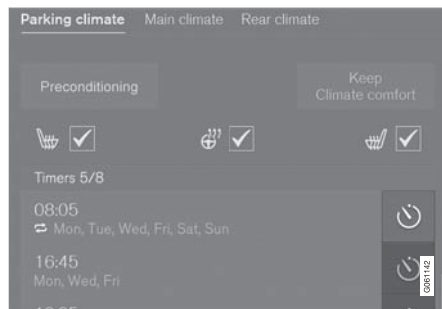 Parking climate Main climate Rear climate
Preconditioning
Keep
Climate comfort
Timers 5/8
08:05
Mon, Tue, Wed, Fri, Sat, Sun
16:45
Mon, Wed, Fri
G061142